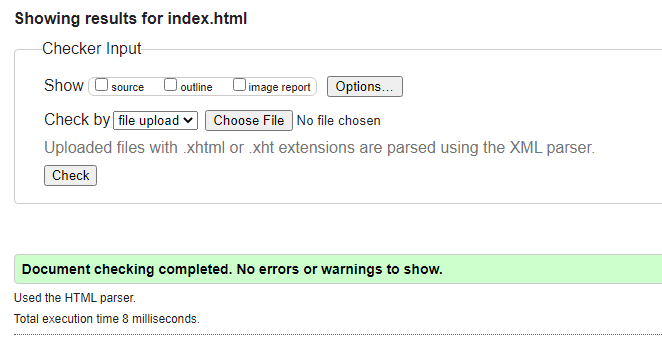 Showing results for index.html
Checker Input
Show source outline image report Options...
Check by file upload Choose File No file chosen
Uploaded files with .xhtml or .xht extensions are parsed using the XML parser.
Check
Document checking completed. No errors or warnings to show.
Used the HTML parser.
Total execution time 8 milliseconds.